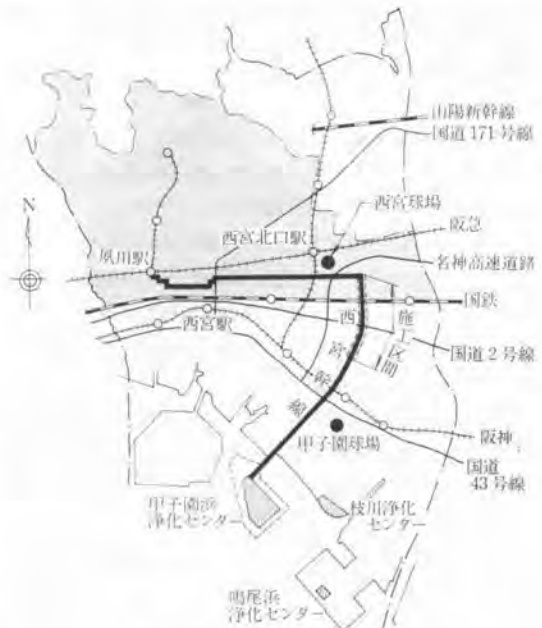 山陽新幹線
国道171号線
西宮球場
N
夙川駅
西宮北口駅
阪急
名神高速道路
国鉄
西宮駅
西宮幹線
施工区間
国道2号線
甲子園球場
阪神
国道
43号線
甲子園浜
浄化センター
枝川浄化
センター
鳴尾浜
浄化センター